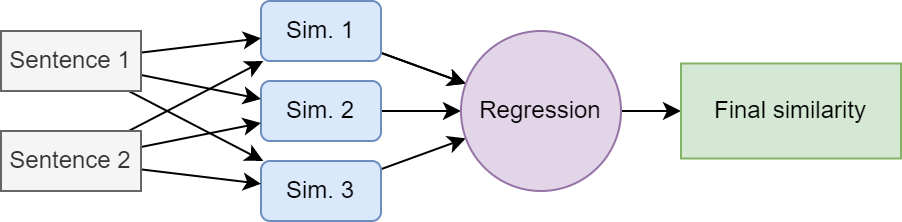 Sentence 1
Sentence 2
Sim. 1
Sim. 2
Sim. 3
Regression
Final similarity